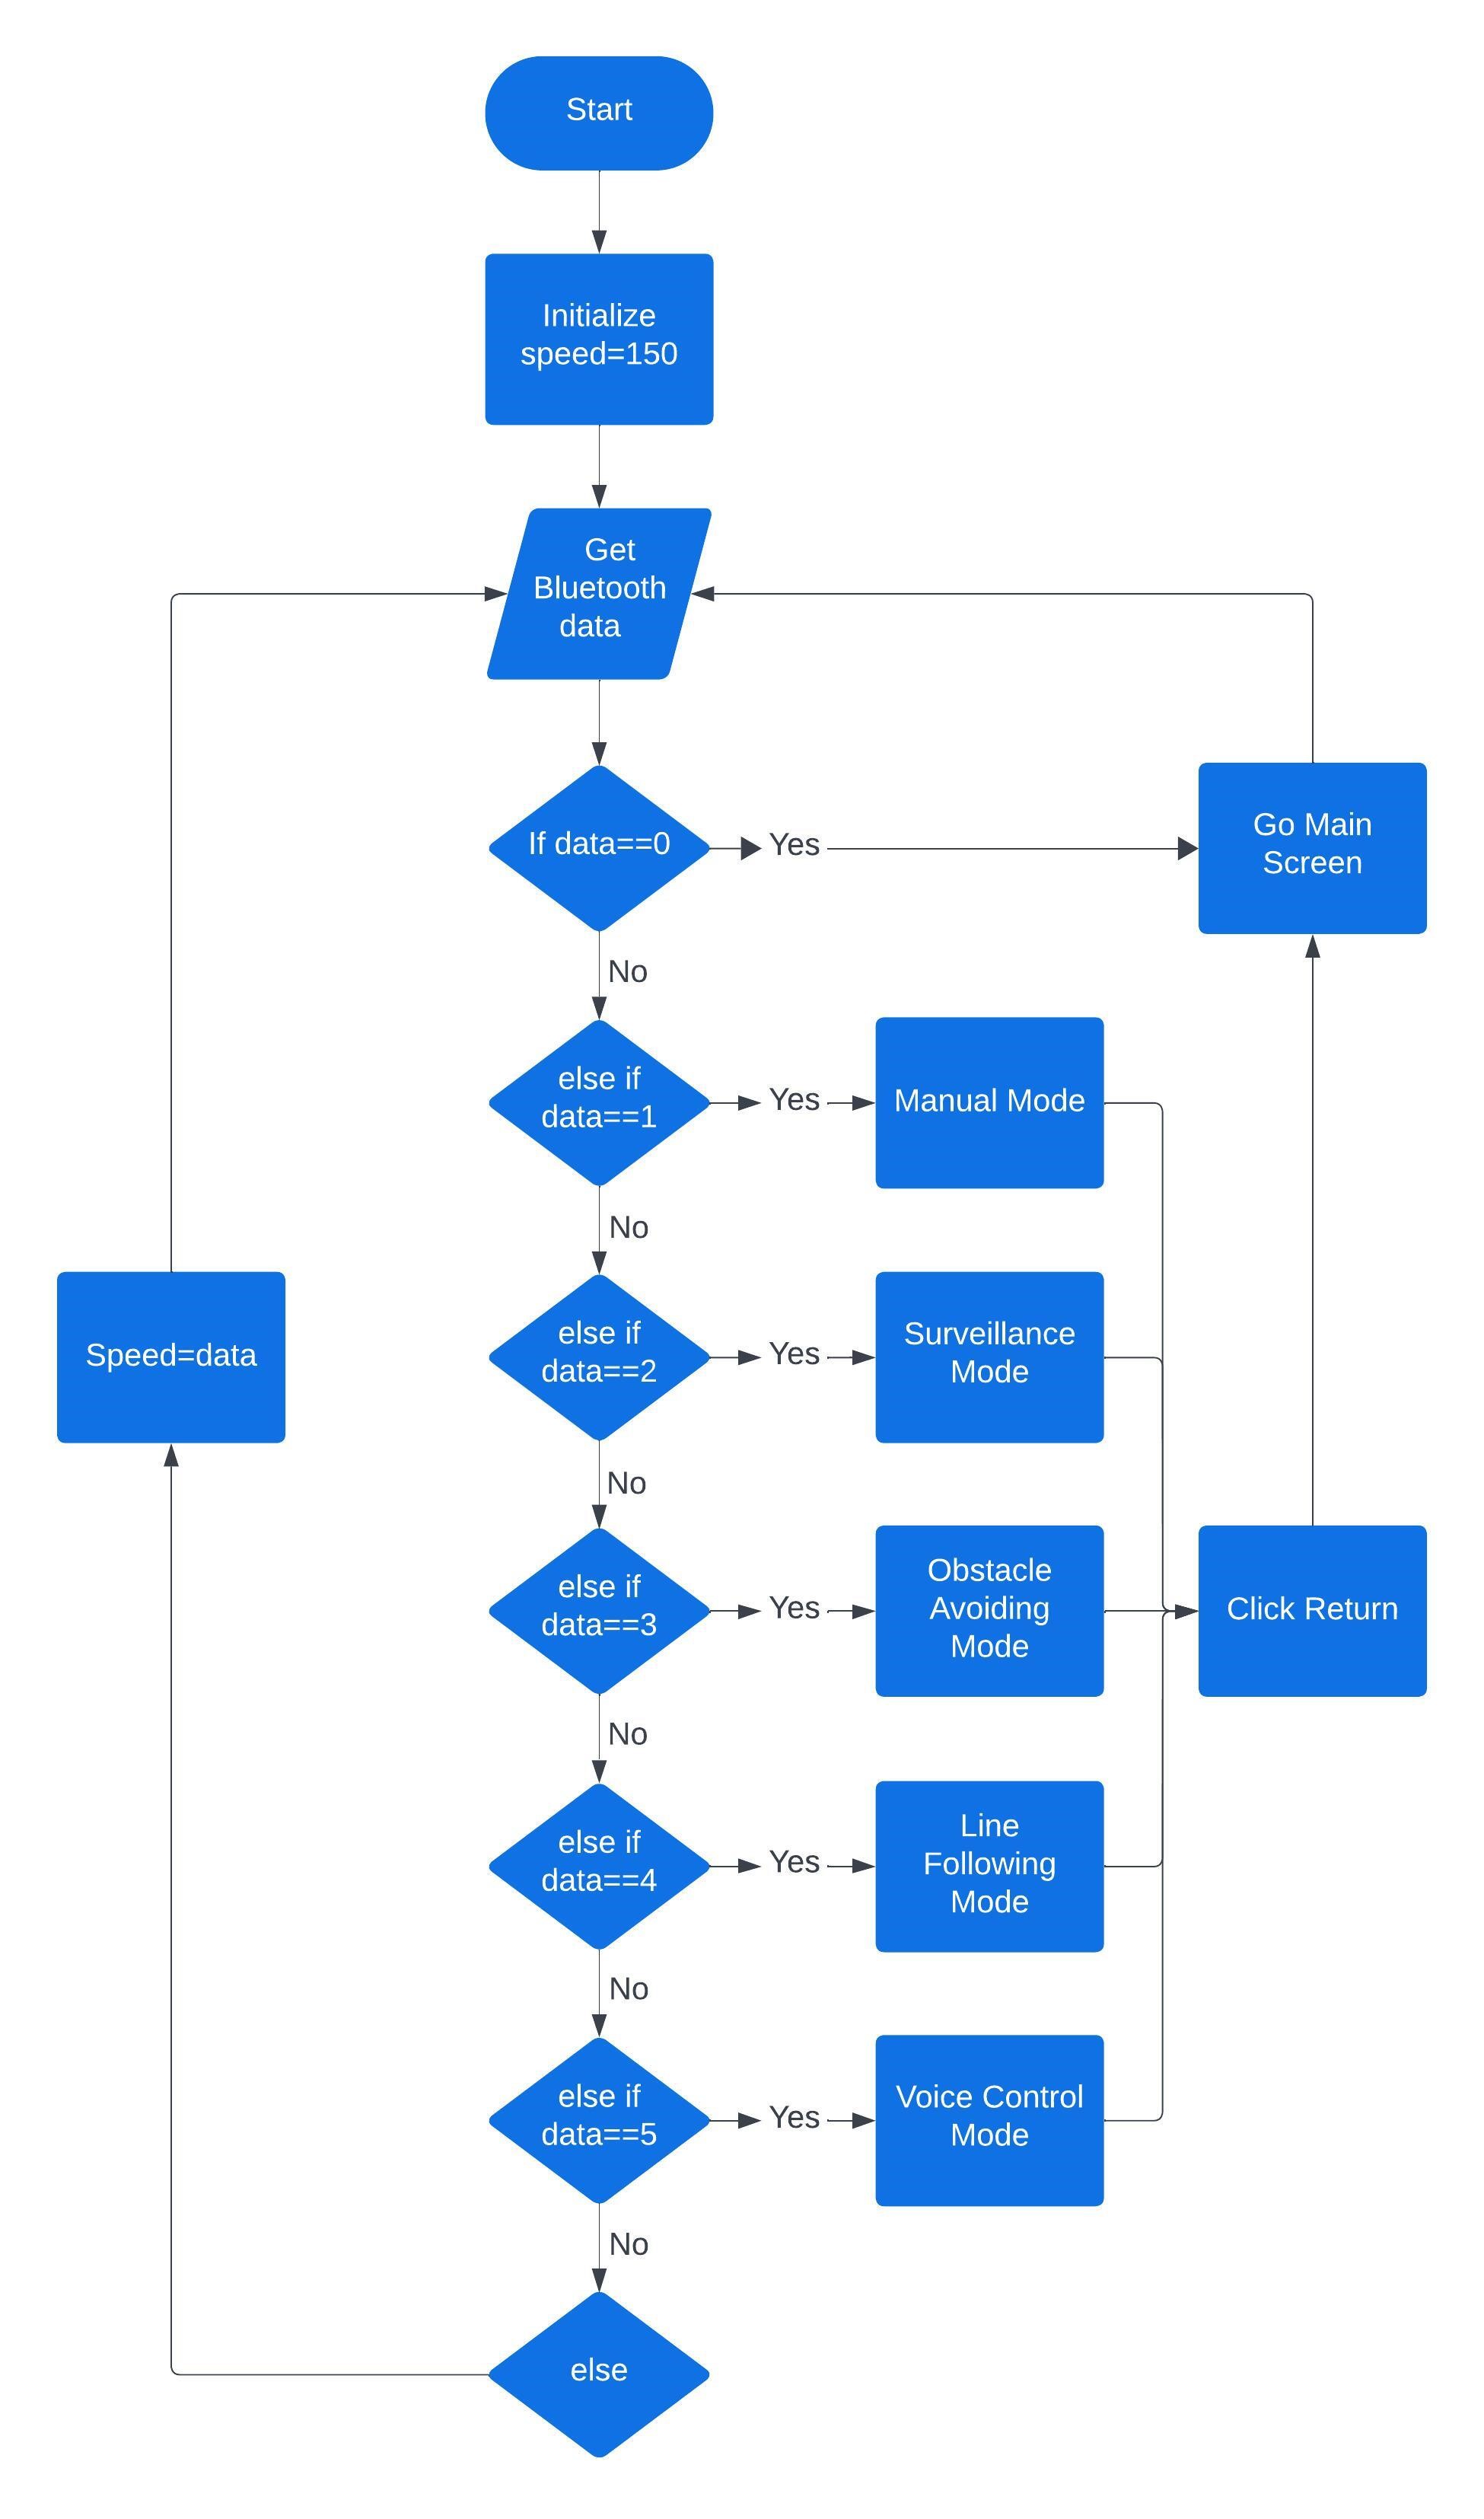 Start
Initialize
speed=150
Get
Bluetooth
data
If data==0
Yes
Go Main
Screen
No
else if
data==1
Yes
Manual Mode
No
Speed=data
else if
data==2
Yes
Surveillance
Mode
No
else if
data==3
Yes
Obstacle
Avoiding
Mode
Click Return
No
else if
data==4
Yes
Line
Following
Mode
No
else if
data==5
Yes
Voice Control
Mode
No
else